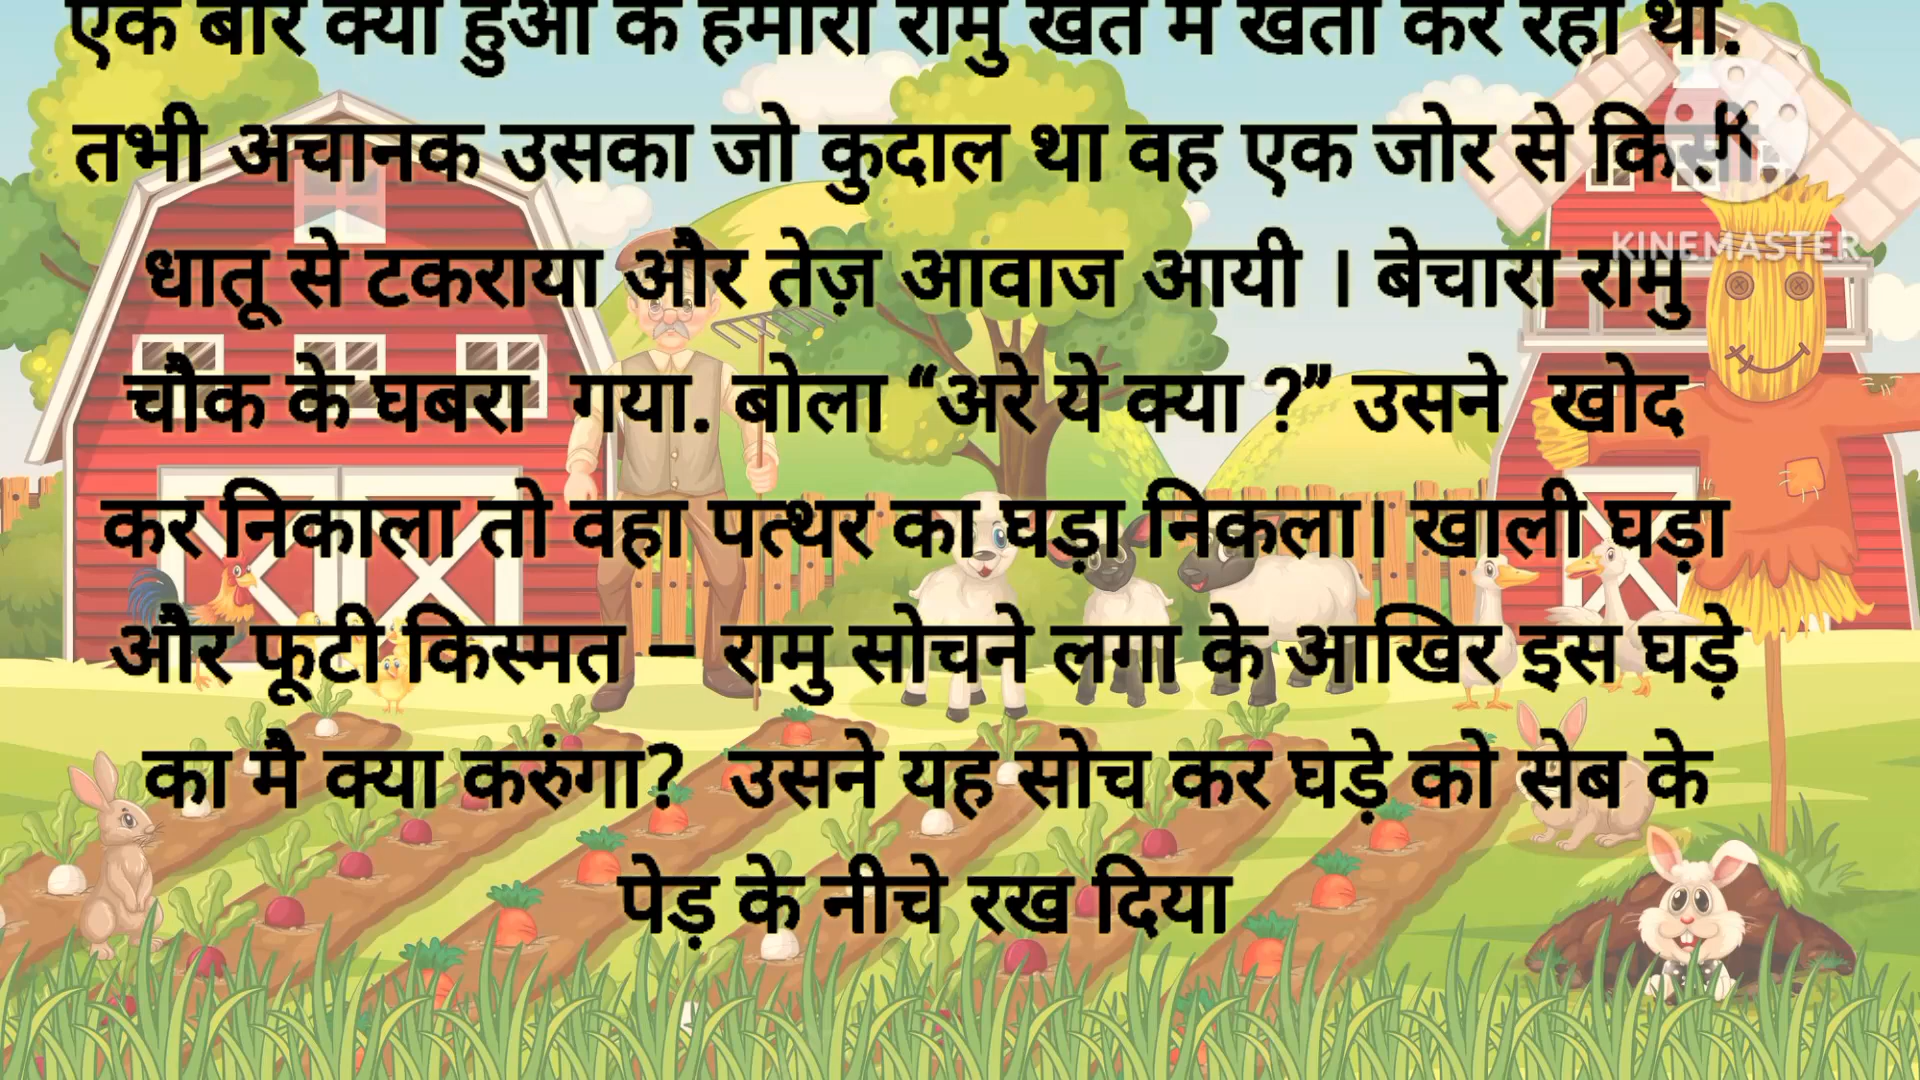 एक बार क्या हुआ के हमारा रामु खेत में खेती कर रहा था.
तभी अचानक उसका जो कुदाल था वह एक जोर से किसी
धातू से टकराया और तेज़ आवाज आयी । बेचारा रामु
चौक के घबरा गया. बोला “अरे ये क्या ?” उसने खोद
कर निकाला तो वहा पत्थर का घड़ा निकला। खाली घड़ा
और फूटी किस्मत – रामु सोचने लगा के आखिर इस घड़े
का मै क्या करुंगा? उसने यह सोच कर घड़े को सेब के
पेड़ के नीचे रख दिया
KINEMASTER